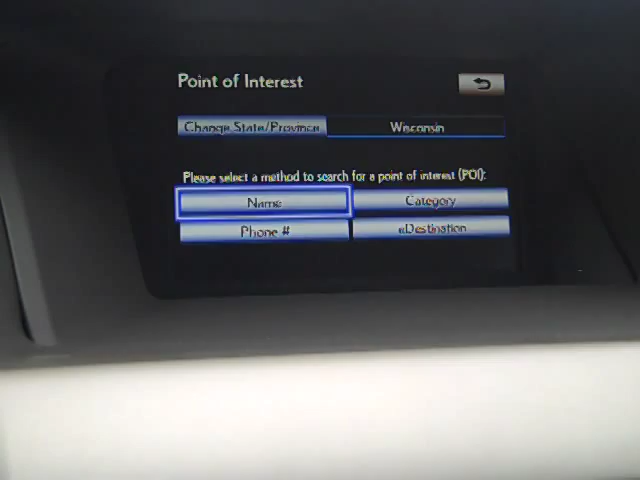 Point of Interest
Change State/Province Wisconsin
Please select a method to search for a point of interest (POI):
Name Category
Phone # eDestination